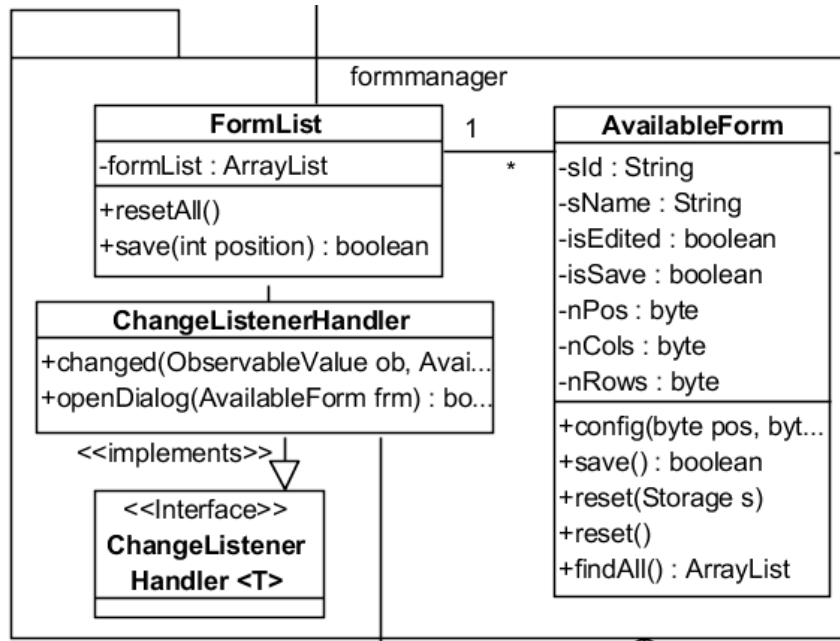 formmanager
FormList
-formList : ArrayList
+resetAll()
+save(int position) : boolean
1
*
AvailableForm
-sId : String
-sName : String
-isEdited : boolean
-isSave : boolean
-nPos : byte
-nCols : byte
-nRows : byte
+config(byte pos, byt...
+save() : boolean
+reset(Storage s)
+reset()
+findAll() : ArrayList
ChangeListenerHandler
+changed(ObservableValue ob, Avai...
+openDialog(AvailableForm frm) : bo...
<<implements>>
<<Interface>>
ChangeListener
Handler <T>